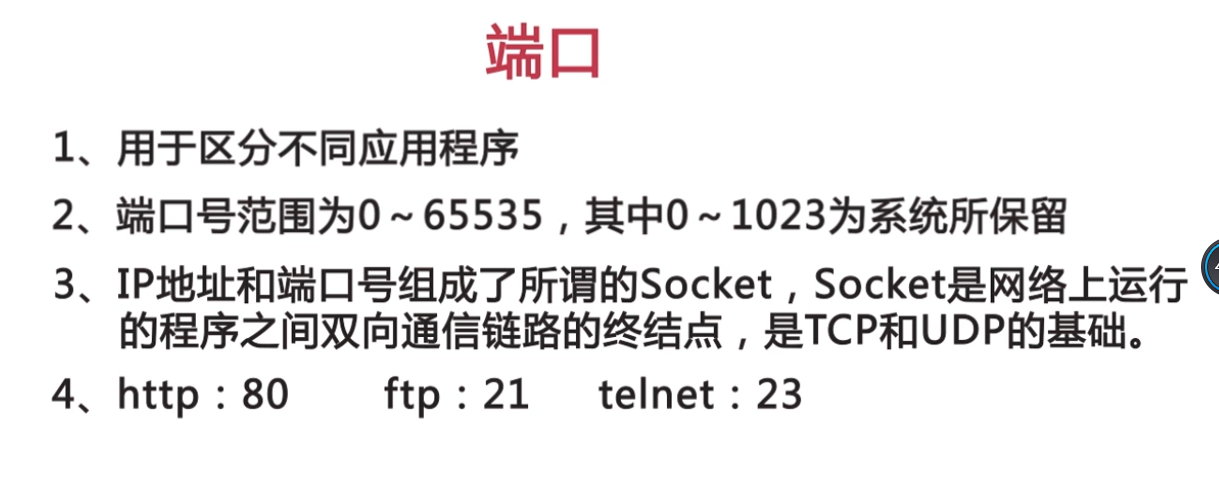 端口
1、用于区分不同应用程序
2、端口号范围为0～65535，其中0～1023为系统所保留
3、IP地址和端口号组成了所谓的Socket，Socket是网络上运行
的程序之间双向通信链路的终结点，是TCP和UDP的基础。
4、http：80 ftp：21 telnet：23